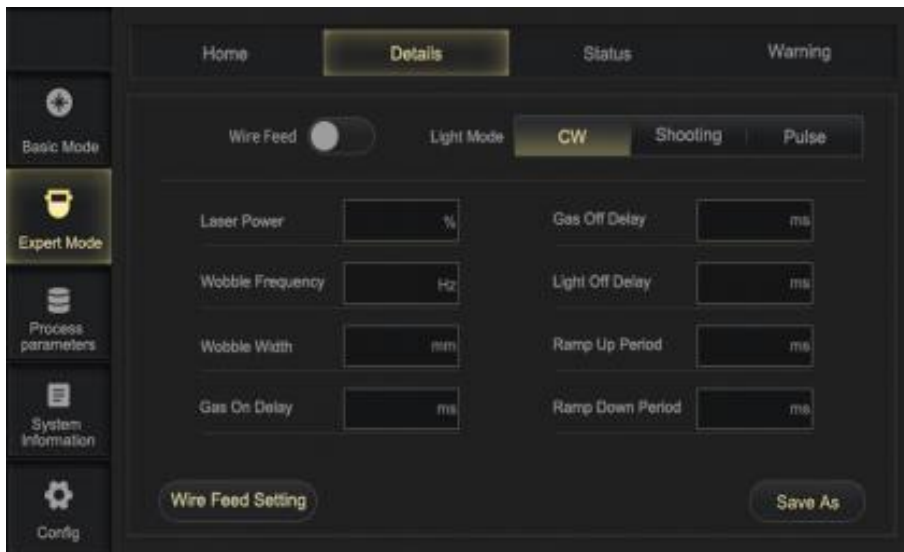 Home Details Status Warning
Basic Mode
Expert Mode
Process
parameters
System
Information
Config
Wire Feed Light Mode CW Shooting Pulse
Laser Power % Gas Off Delay ms
Wobble Frequency Hz Light Off Delay ms
Wobble Width mm Ramp Up Period ms
Gas On Delay ms Ramp Down Period ms
Wire Feed Setting Save As